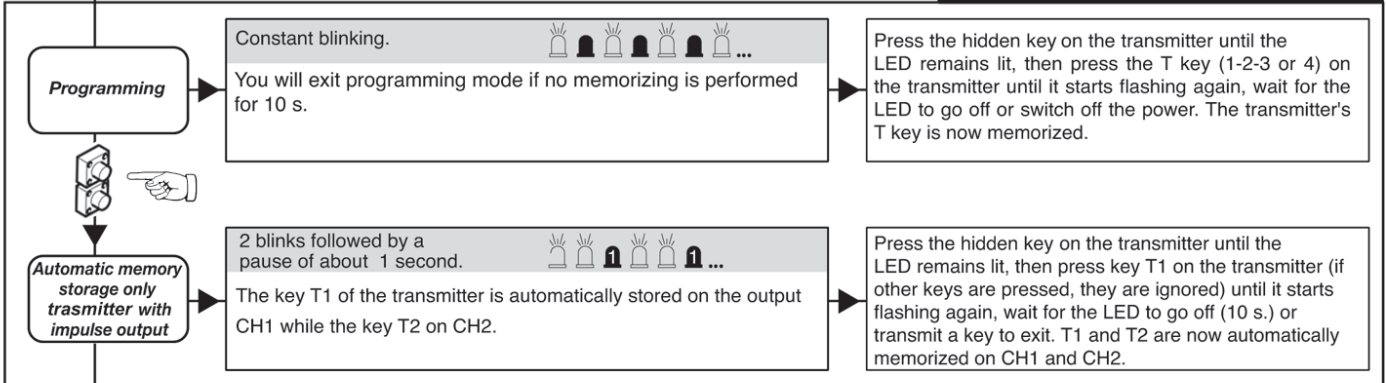 Programming
Constant blinking.
...
You will exit programming mode if no memorizing is performed
for 10 s.
Press the hidden key on the transmitter until the
LED remains lit, then press the T key (1-2-3 or 4) on
the transmitter until it starts flashing again, wait for the
LED to go off or switch off the power. The transmitter's
T key is now memorized.
Automatic memory
storage only
trasmitter with
impulse output
2 blinks followed by a
pause of about 1 second.
1 1 ...
The key T1 of the transmitter is automatically stored on the output
CH1 while the key T2 on CH2.
Press the hidden key on the transmitter until the
LED remains lit, then press key T1 on the transmitter (if
other keys are pressed, they are ignored) until it starts
flashing again, wait for the LED to go off (10 s.) or
transmit a key to exit. T1 and T2 are now automatically
memorized on CH1 and CH2.